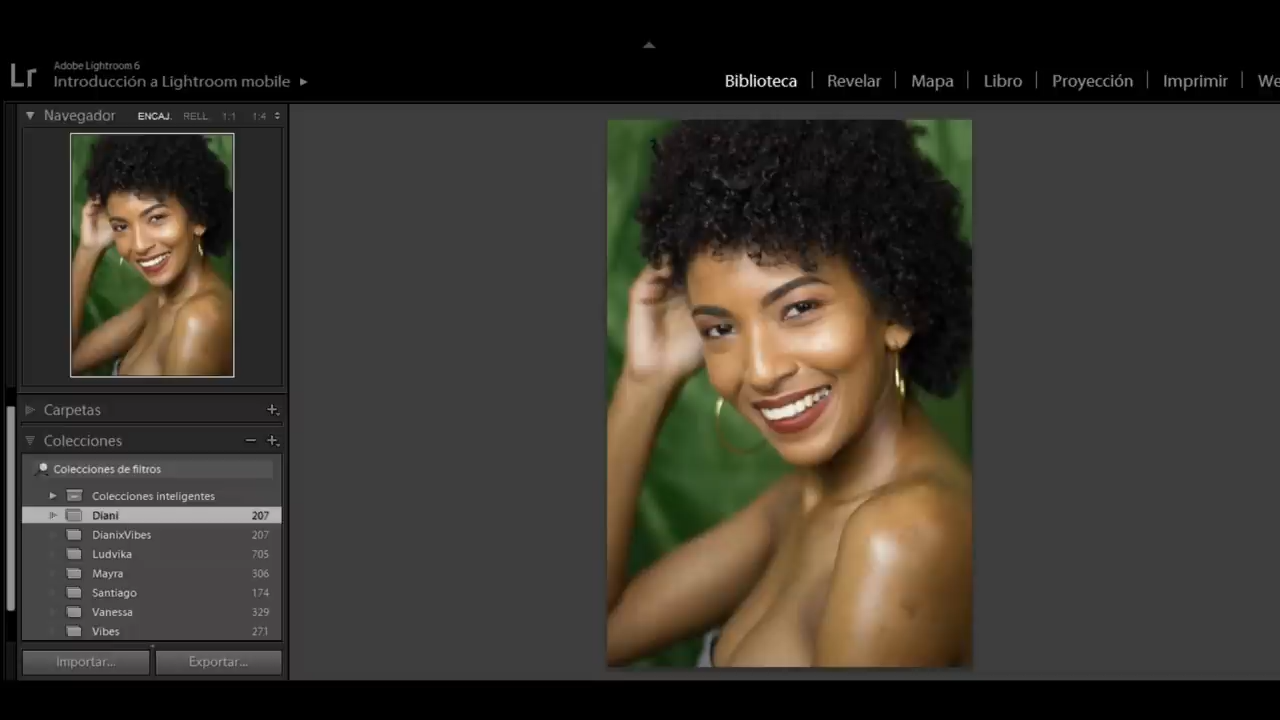 Lr
Adobe Lightroom 6
Introducción a Lightroom mobile
Biblioteca | Revelar | Mapa | Libro | Proyección | Imprimir | We
Navegador ENCAJ. RELL. 1:1 1:4
Carpetas
Colecciones
Colecciones de filtros
Colecciones inteligentes
Diani 207
DianixVibes 207
Ludvika 705
Mayra 306
Santiago 174
Vanessa 329
Vibes 271
Importar... Exportar...